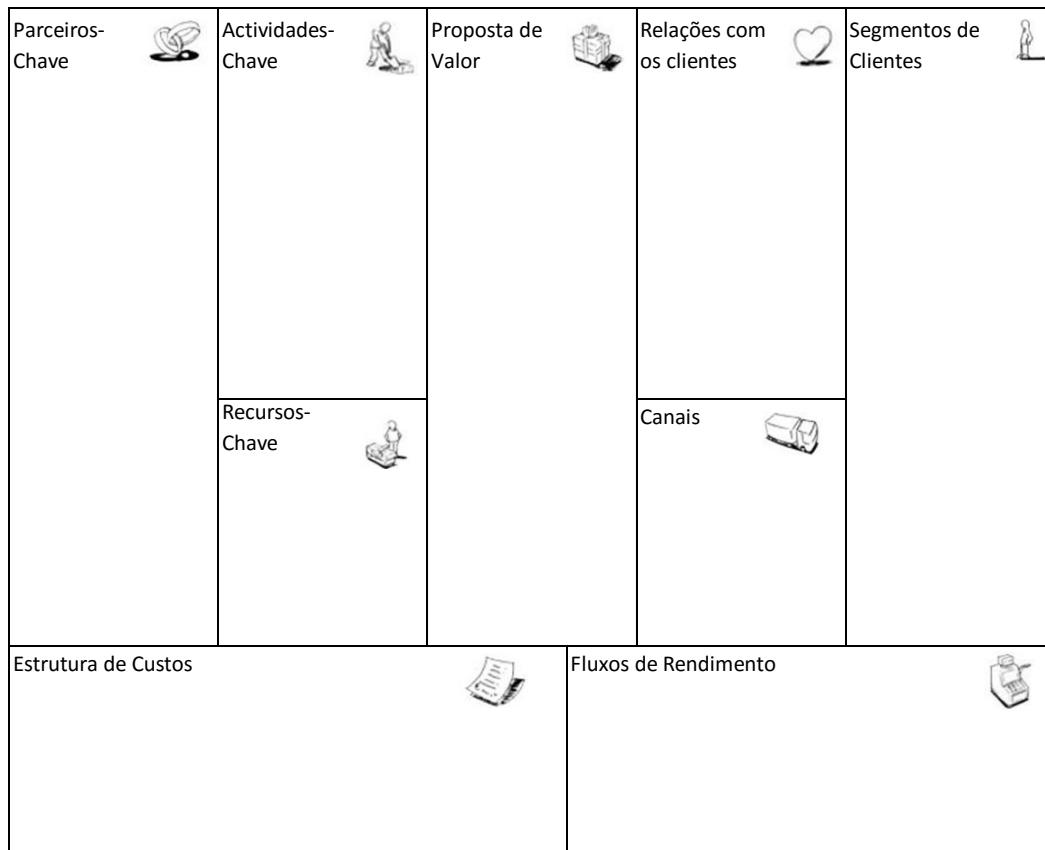 Parceiros-
Chave
Actividades-
Chave
Proposta de
Valor
Relações com
os clientes
Segmentos de
Clientes
Recursos-
Chave
Canais
Estrutura de Custos
Fluxos de Rendimento